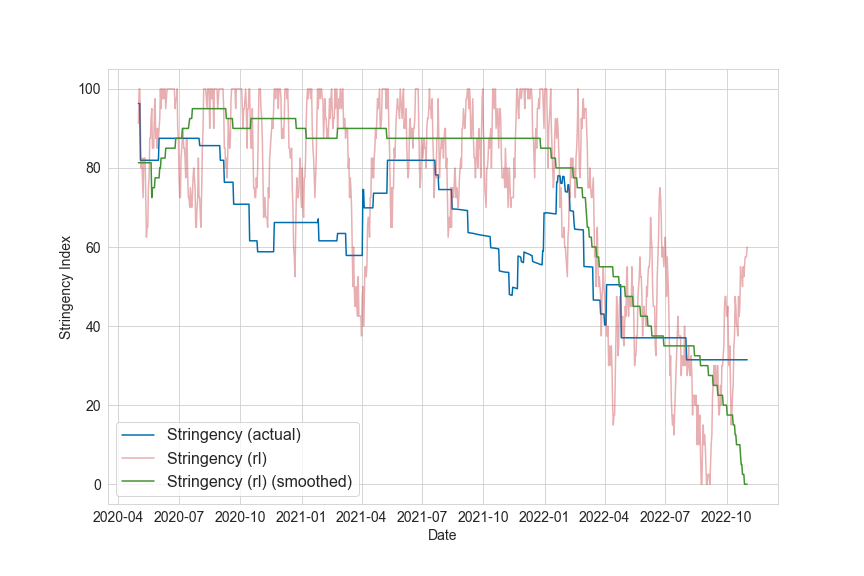 100
80
60
40
20
0
Stringency Index
Stringency (actual)
Stringency (rl)
Stringency (rl) (smoothed)
2020-04 2020-07 2020-10 2021-01 2021-04 2021-07 2021-10 2022-01 2022-04 2022-07 2022-10
Date